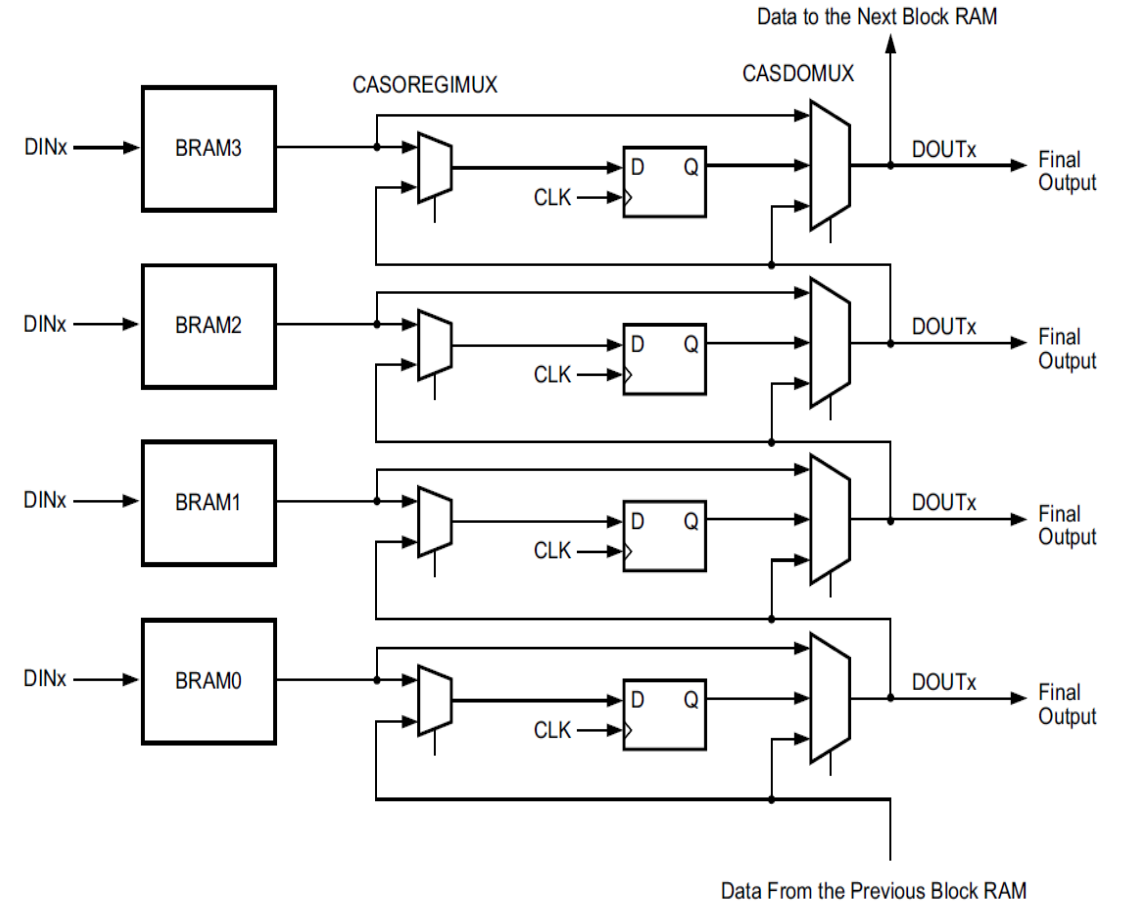 Data to the Next Block RAM
CASOREGIMUX
CASDOMUX
DINx
BRAM3
D
Q
CLK
DOUTx
Final
Output
DINx
BRAM2
D
Q
CLK
DOUTx
Final
Output
DINx
BRAM1
D
Q
CLK
DOUTx
Final
Output
DINx
BRAM0
D
Q
CLK
DOUTx
Final
Output
Data From the Previous Block RAM